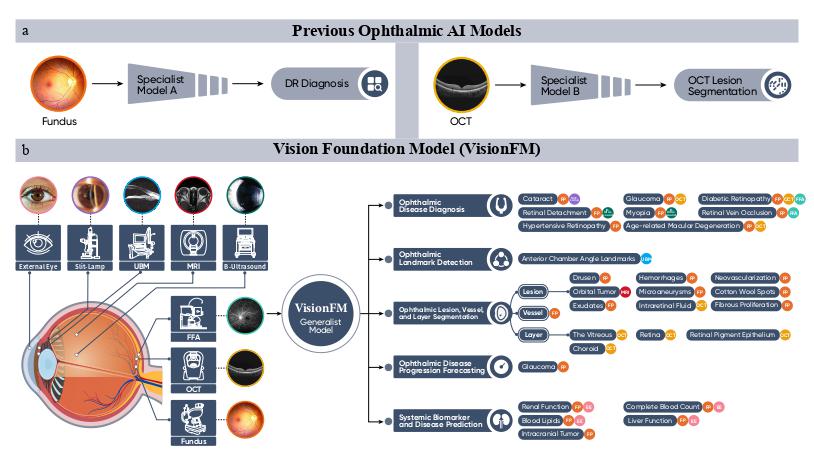 a
Previous Ophthalmic AI Models
Specialist
Model A
DR Diagnosis
Fundus
Specialist
Model B
OCT Lesion
Segmentation
OCT
b
Vision Foundation Model (VisionFM)
External Eye
Slit-Lamp
UBM
MRI
B-Ultrasound
FFA
OCT
Fundus
VisionFM
Generalist
Model
Ophthalmic
Disease Diagnosis
Cataract FP
Glaucoma FP OCT
Diabetic Retinopathy FP OCT FFA
Retinal Detachment FP
Myopia FP
Retinal Vein Occlusion FP FFA
Hypertensive Retinopathy FP
Age-related Macular Degeneration FP OCT
Ophthalmic
Landmark Detection
Anterior Chamber Angle Landmarks UBM
Ophthalmic Lesion, Vessel,
and Layer Segmentation
Lesion
Drusen FP
Hemorrhages FP
Neovascularization FP
Orbital Tumor MRI
Microaneurysms FP
Cotton Wool Spots FP
Exudates FP
Intraretinal Fluid OCT
Fibrous Proliferation FP
Vessel FP
Layer
The Vitreous OCT
Retina OCT
Retinal Pigment Epithelium OCT
Choroid OCT
Ophthalmic Disease
Progression Forecasting
Glaucoma FP
Systemic Biomarker
and Disease Prediction
Renal Function FP EE
Complete Blood Count FP EE
Blood Lipids FP EE
Liver Function FP EE
Intracranial Tumor FP